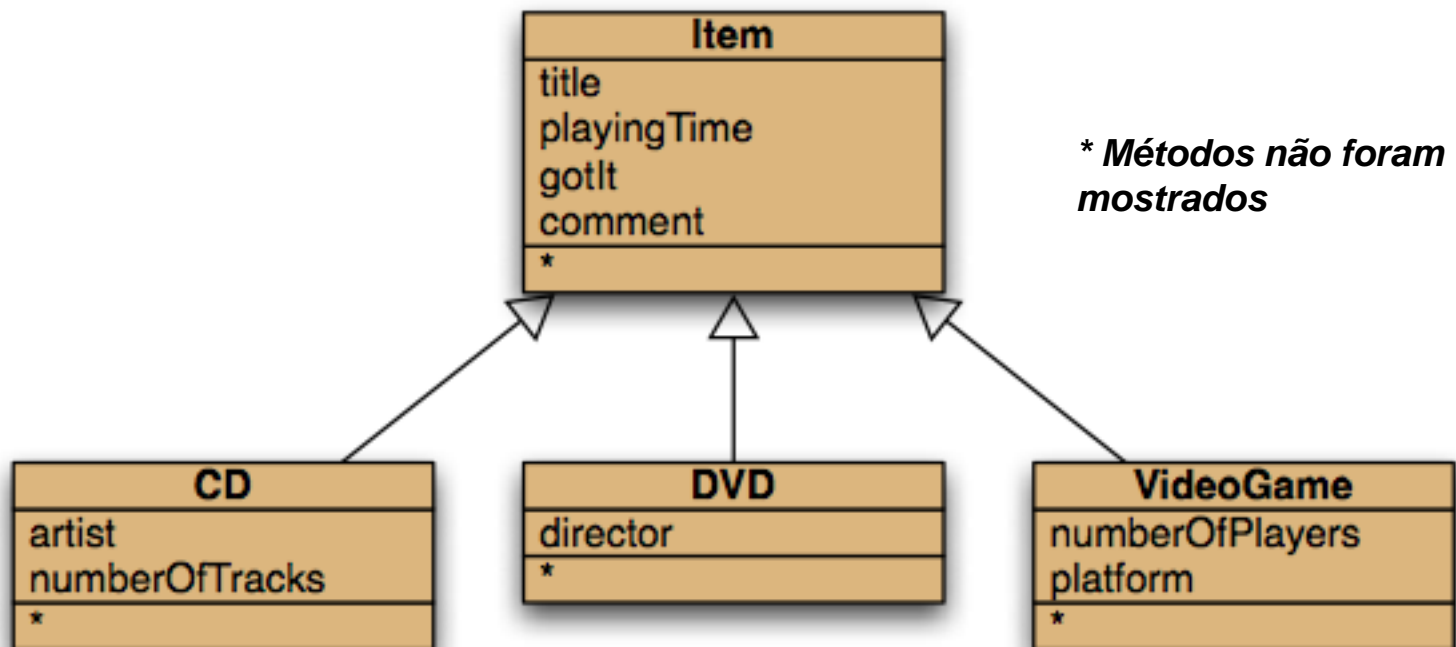 Item
title
playingTime
gotIt
comment
*
* Métodos não foram
mostrados
CD
artist
numberOfTracks
*
DVD
director
*
VideoGame
numberOfPlayers
platform
*